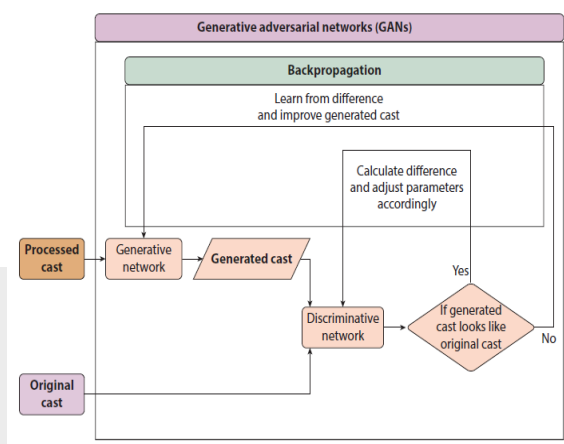 Generative adversarial networks (GANs)
Backpropagation
Learn from difference
and improve generated cast
Calculate difference
and adjust parameters
accordingly
Processed
cast
Generative
network
Generated cast
Yes
If generated
cast looks like
original cast
No
Discriminative
network
Original
cast